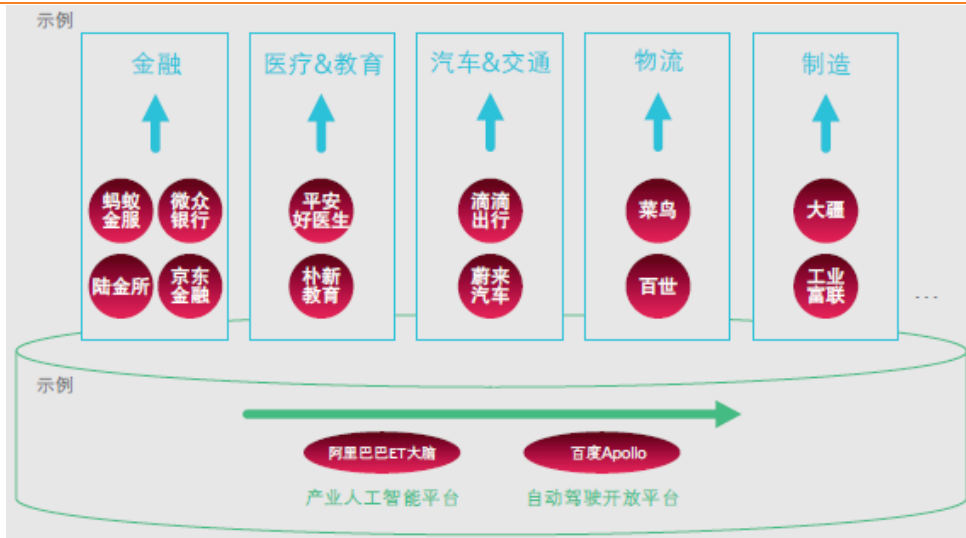 示例
金融
医疗&教育
汽车&交通
物流
制造
蚂蚁
金服
微众
银行
平安
好医生
滴滴
出行
菜鸟
大疆
陆金所
京东
金融
朴新
教育
蔚来
汽车
百世
工业
富联
...
示例
阿里巴巴ET大脑
百度Apollo
产业人工智能平台
自动驾驶开放平台